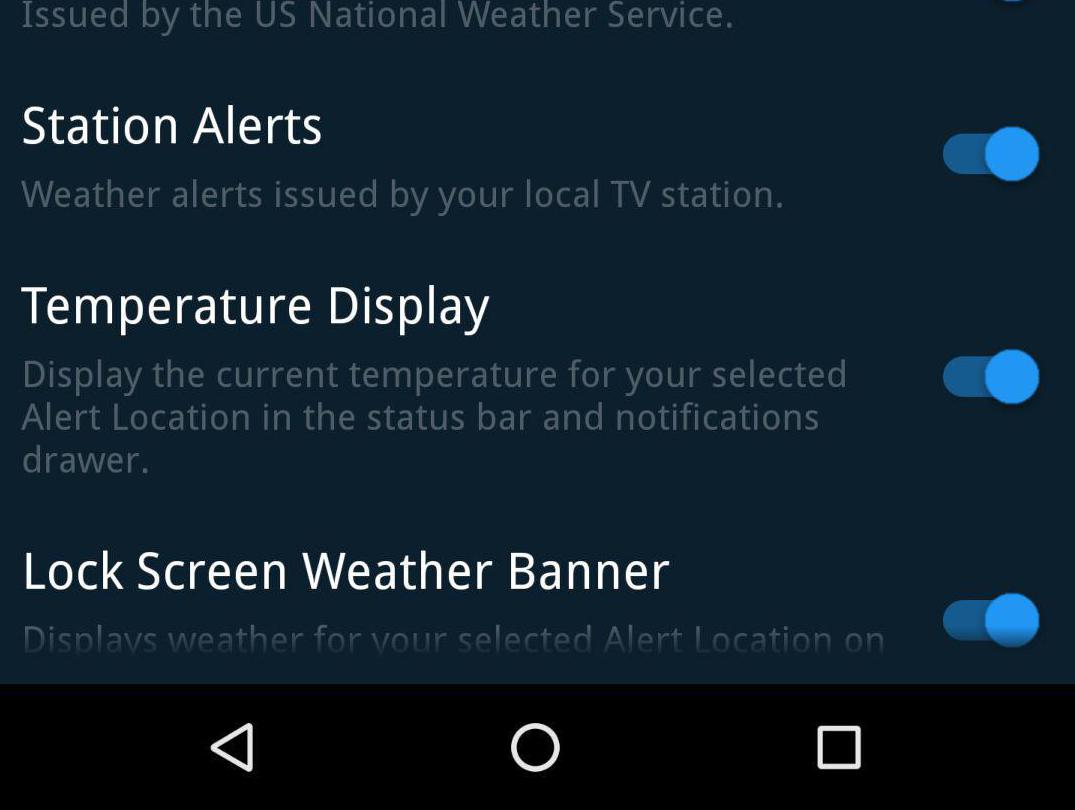 Issued by the US National Weather Service.
Station Alerts
Weather alerts issued by your local TV station.
Temperature Display
Display the current temperature for your selected
Alert Location in the status bar and notifications
drawer.
Lock Screen Weather Banner
Displays weather for your selected Alert Location on